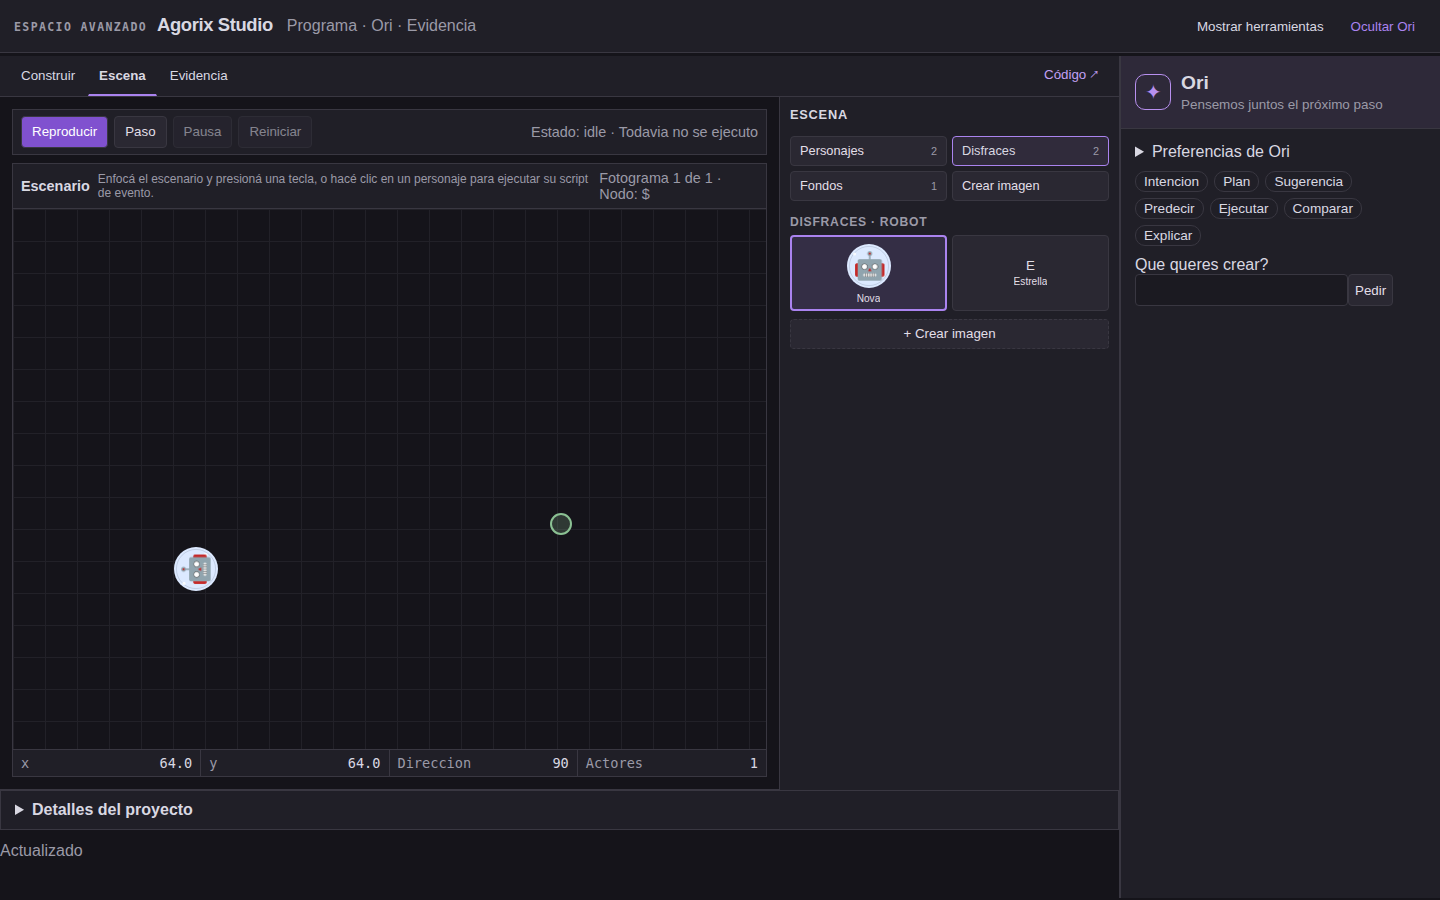 ESPACIO AVANZADO Agorix Studio Programa · Ori · Evidencia
Mostrar herramientas Ocultar Ori
Construir Escena Evidencia Código ↗
Reproducir Paso Pausa Reiniciar Estado: idle · Todavia no se ejecuto
Escenario
Enfocá el escenario y presioná una tecla, o hacé clic en un personaje para ejecutar su script
de evento.
Fotograma 1 de 1 ·
Nodo: $
x 64.0 y 64.0 Direccion 90 Actores 1
ESCENA
Personajes 2 Disfraces 2
Fondos 1 Crear imagen
DISFRACES · ROBOT
Nova
E
Estrella
+ Crear imagen
Detalles del proyecto
Actualizado
Ori
Pensemos juntos el próximo paso
Preferencias de Ori
Intencion Plan Sugerencia
Predecir Ejecutar Comparar
Explicar
Que queres crear?
Pedir